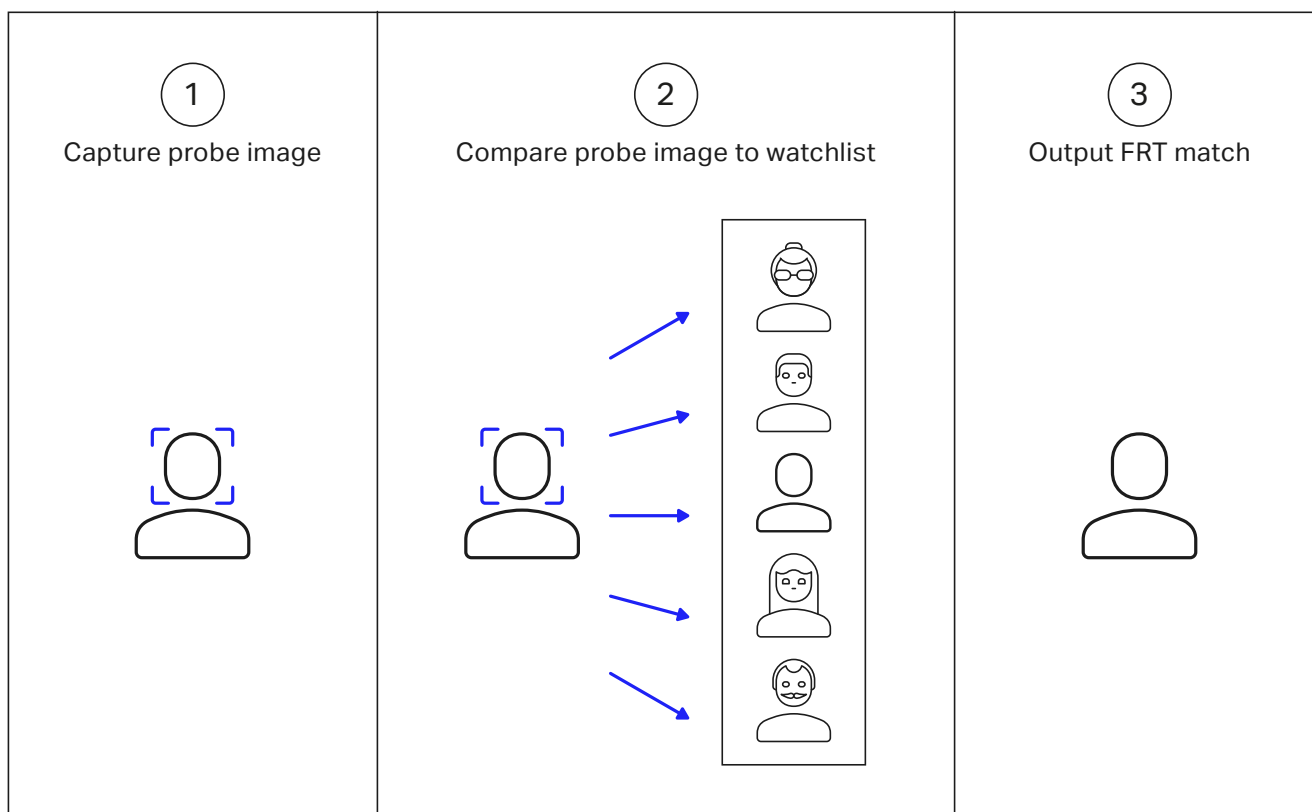 1
Capture probe image
2
Compare probe image to watchlist
3
Output FRT match